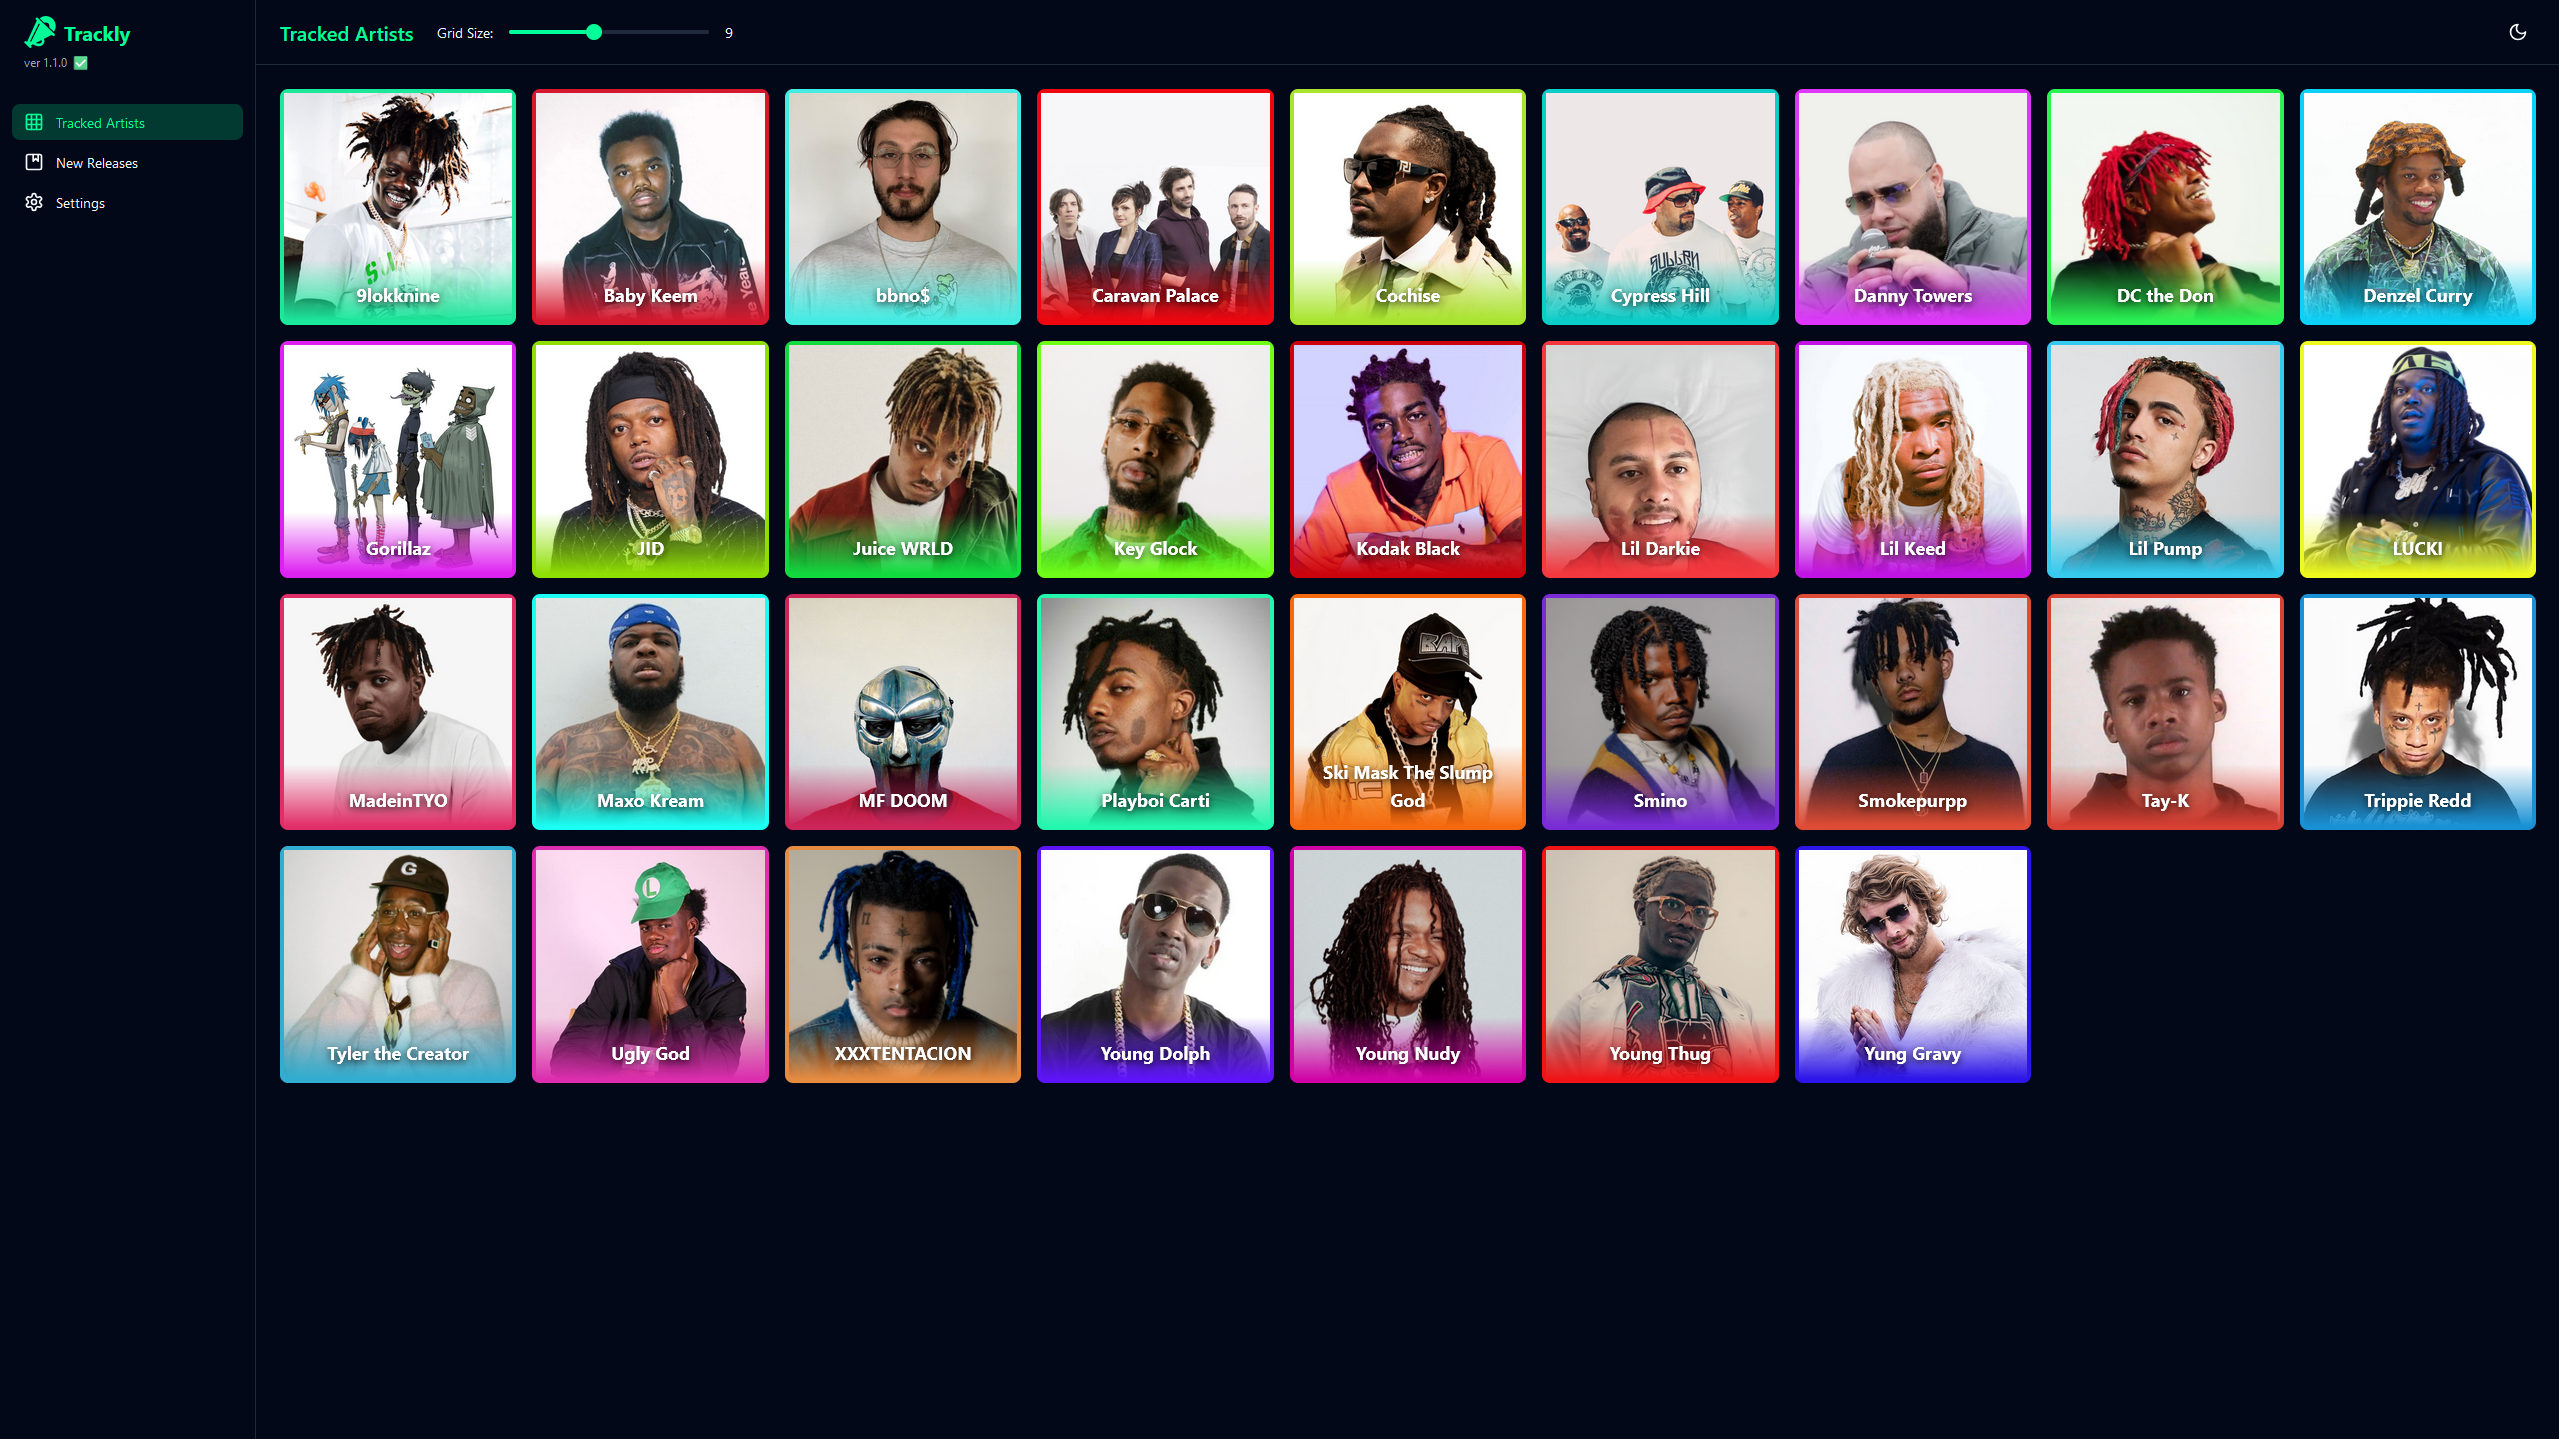 Trackly
ver 1.1.0 ✅
Tracked Artists
New Releases
Settings
Tracked Artists
Grid Size:
9
9lokknine
Baby Keem
bbno$
Caravan Palace
Cochise
Cypress Hill
Danny Towers
DC the Don
Denzel Curry
Gorillaz
JID
Juice WRLD
Key Glock
Kodak Black
Lil Darkie
Lil Keed
Lil Pump
LUCKI
MadeinTYO
Maxo Kream
MF DOOM
Playboi Carti
BAPE
Ski Mask The Slump
God
Smino
Smokepurpp
Tay-K
Trippie Redd
G
Tyler the Creator
L
Ugly God
XXXTENTACION
Young Dolph
Young Nudy
Young Thug
Yung Gravy